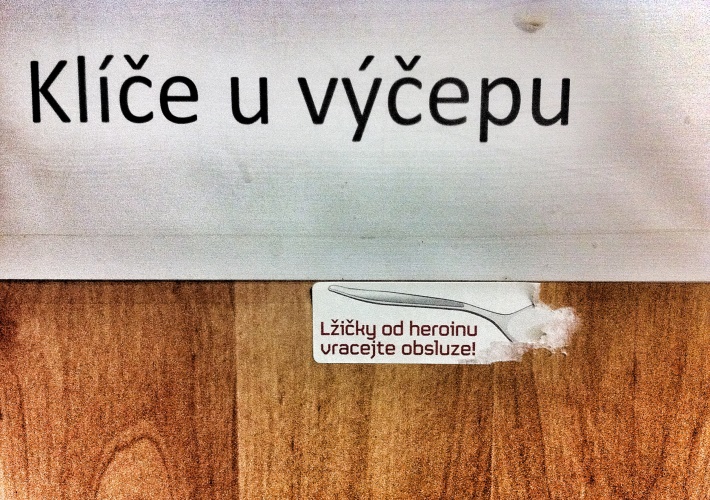 Klíče u výčepu
Lžičky od heroinu
vracejte obsluze!